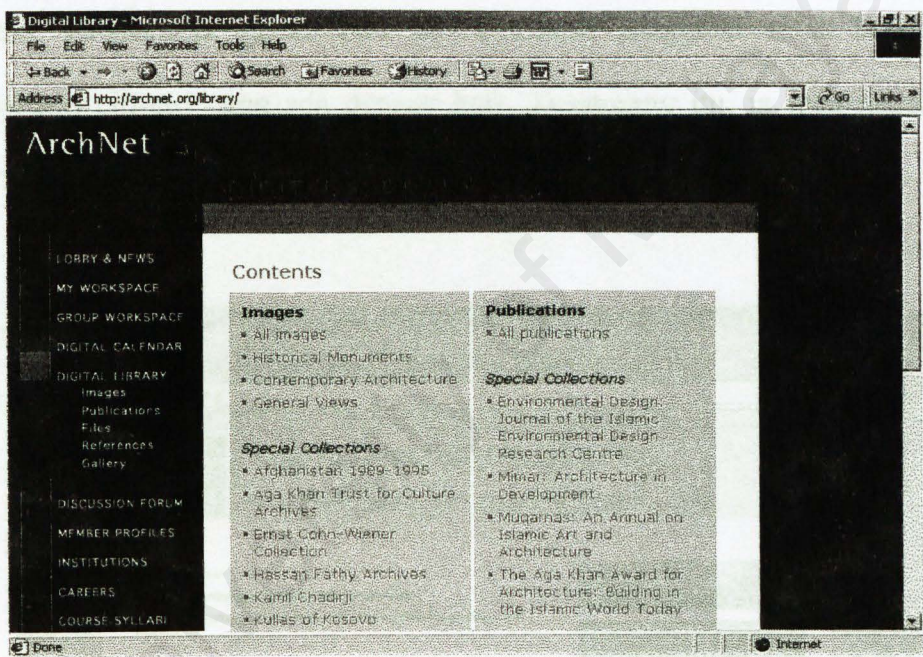 Digital Library - Microsoft Internet Explorer
File Edit View Favorites Tools Help
Back Search Favorites History
Address http://archnet.org/library/ Go Links »
ArchNet
LOBBY & NEWS
MY WORKSPACE
GROUP WORKSPACE
DIGITAL CALENDAR
DIGITAL LIBRARY
Images
Publications
Files
References
Gallery
DISCUSSION FORUM
MEMBER PROFILES
INSTITUTIONS
CAREERS
COURSE SYLLABI
Contents
Images
• All images
• Historical Monuments
• Contemporary Architecture
• General Views
Special Collections
• Afghanistan 1989-1995
• Aga Khan Trust for Culture
Archives
• Ernst Cohn-Wiener
Collection
• Hassan Fathy Archives
• Kamil Chadirji
• Kullas of Kosovo
Publications
• All publications
Special Collections
• Environmental Design:
Journal of the Islamic
Environmental Design
Research Centre
• Mimar: Architecture in
Development
• Muqarnas: An Annual on
Islamic Art and
Architecture
• The Aga Khan Award for
Architecture: Building in
the Islamic World Today
Done
Internet